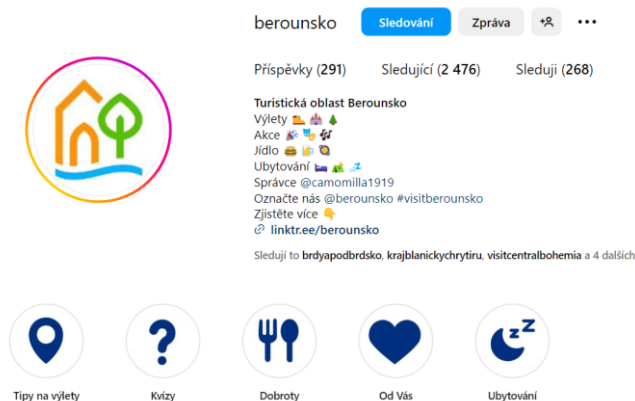 berounsko Sledování Zpráva
Příspěvky (291) Sledující (2 476) Sleduji (268)
Turistická oblast Berounsko
Výlety 🥾 🏰 🌲
Akce 🎉 🎭 🎻
Jídlo 🍔 🍺 🥘
Ubytování 🛏️ 🏕️ 💤
Správce @camomilla1919
Označte nás @berounsko #visitberounsko
Zjistěte více 👇
linktr.ee/berounsko
Sledují to brdyapodbrdsko, krajblanickychrytiru, visitcentralbohemia a 4 dalších
Tipy na výlety Kvízy Dobroty Od Vás Ubytování